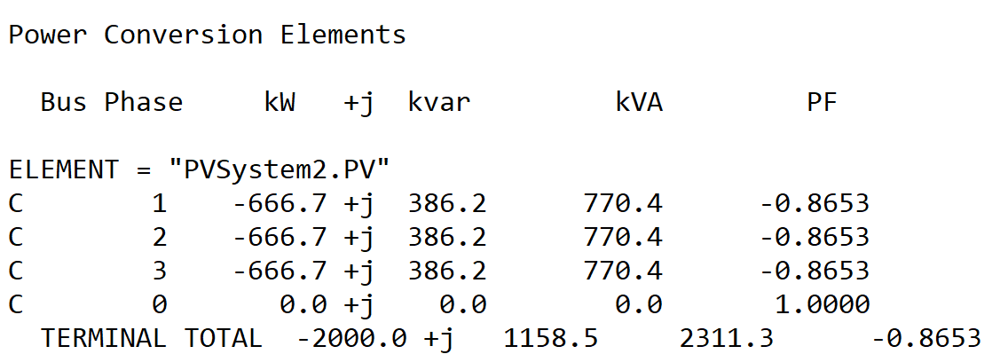 Power Conversion Elements
Bus Phase kW +j kvar kVA PF
ELEMENT = "PVSystem2.PV"
C 1 -666.7 +j 386.2 770.4 -0.8653
C 2 -666.7 +j 386.2 770.4 -0.8653
C 3 -666.7 +j 386.2 770.4 -0.8653
C 0 0.0 +j 0.0 0.0 1.0000
TERMINAL TOTAL -2000.0 +j 1158.5 2311.3 -0.8653